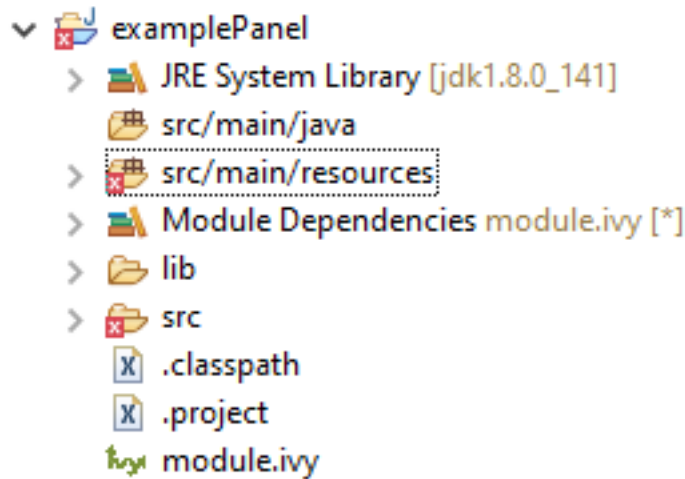 examplePanel
JRE System Library [jdk1.8.0_141]
src/main/java
src/main/resources
Module Dependencies module.ivy [*]
lib
src
.classpath
.project
module.ivy